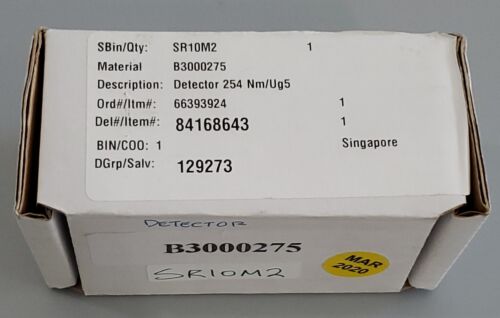 SBin/Qty: SR10M2 1
Material B3000275
Description: Detector 254 Nm/Ug5
Ord#/Itm#: 66393924 1
Del#/Item#: 84168643 1
BIN/COO: 1 Singapore
DGrp/Salv: 129273
DETECTOR
B3000275
SR10M2
MAR
2020